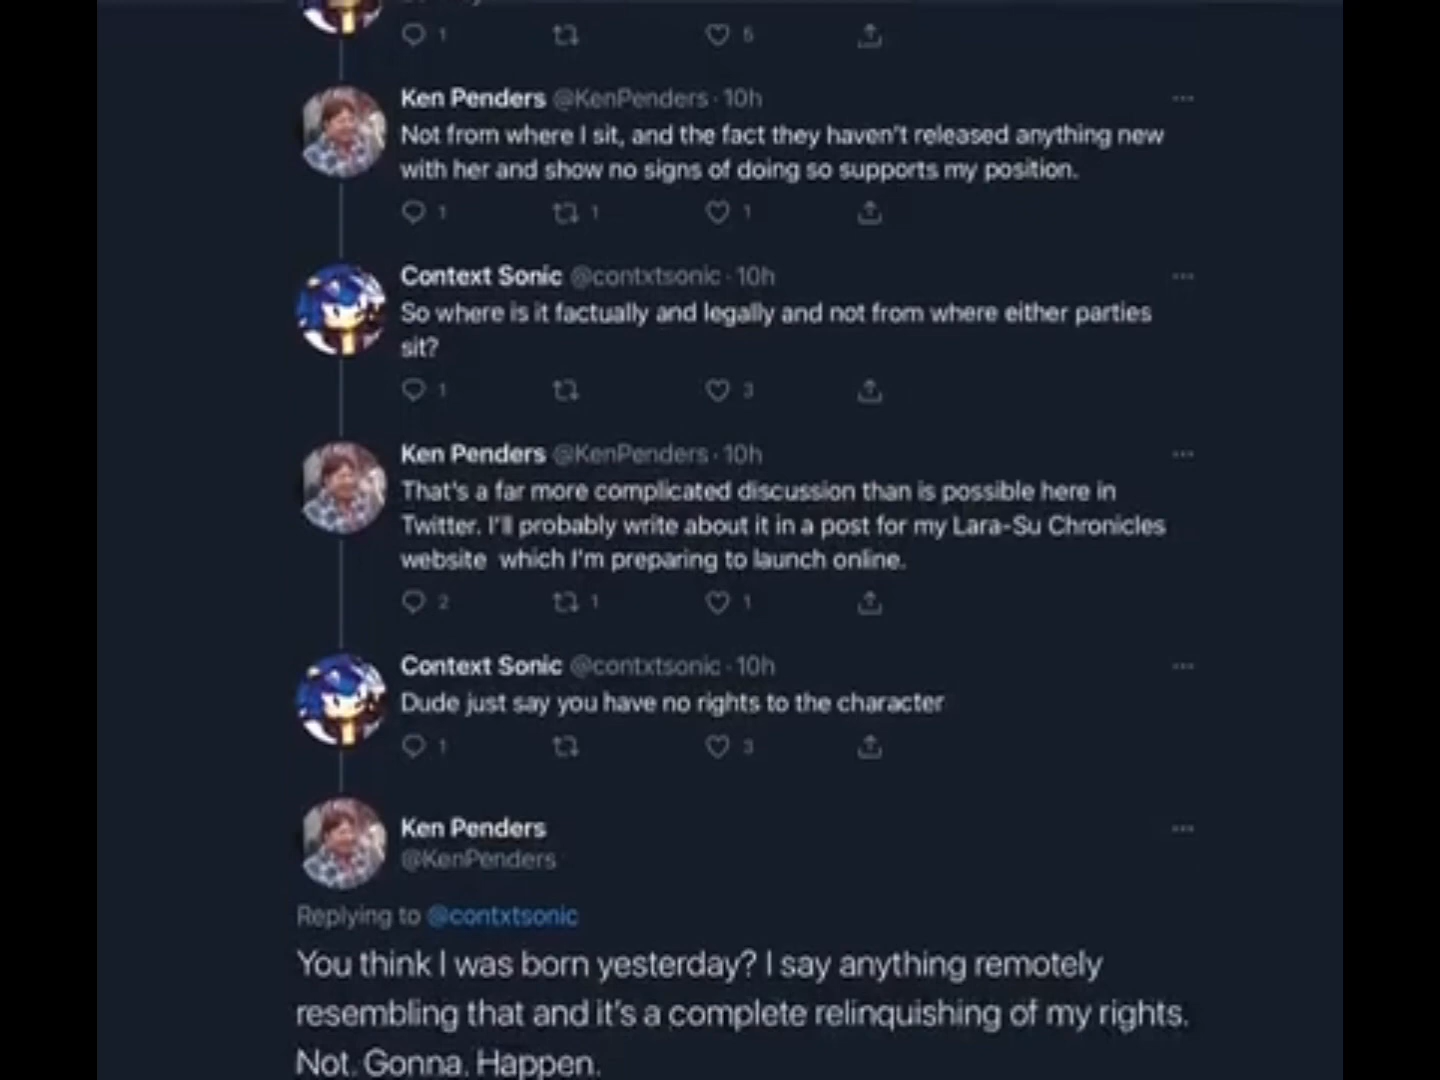 1 6
Ken Penders @KenPenders · 10h ...
Not from where I sit, and the fact they haven't released anything new
with her and show no signs of doing so supports my position.
1 1 1
Context Sonic @contxtsonic · 10h ...
So where is it factually and legally and not from where either parties
sit?
1 3
Ken Penders @KenPenders · 10h ...
That's a far more complicated discussion than is possible here in
Twitter. I'll probably write about it in a post for my Lara-Su Chronicles
website which I'm preparing to launch online.
2 1 1
Context Sonic @contxtsonic · 10h ...
Dude just say you have no rights to the character
1 3
Ken Penders ...
@KenPenders
Replying to @contxtsonic
You think I was born yesterday? I say anything remotely
resembling that and it's a complete relinquishing of my rights.
Not. Gonna. Happen.